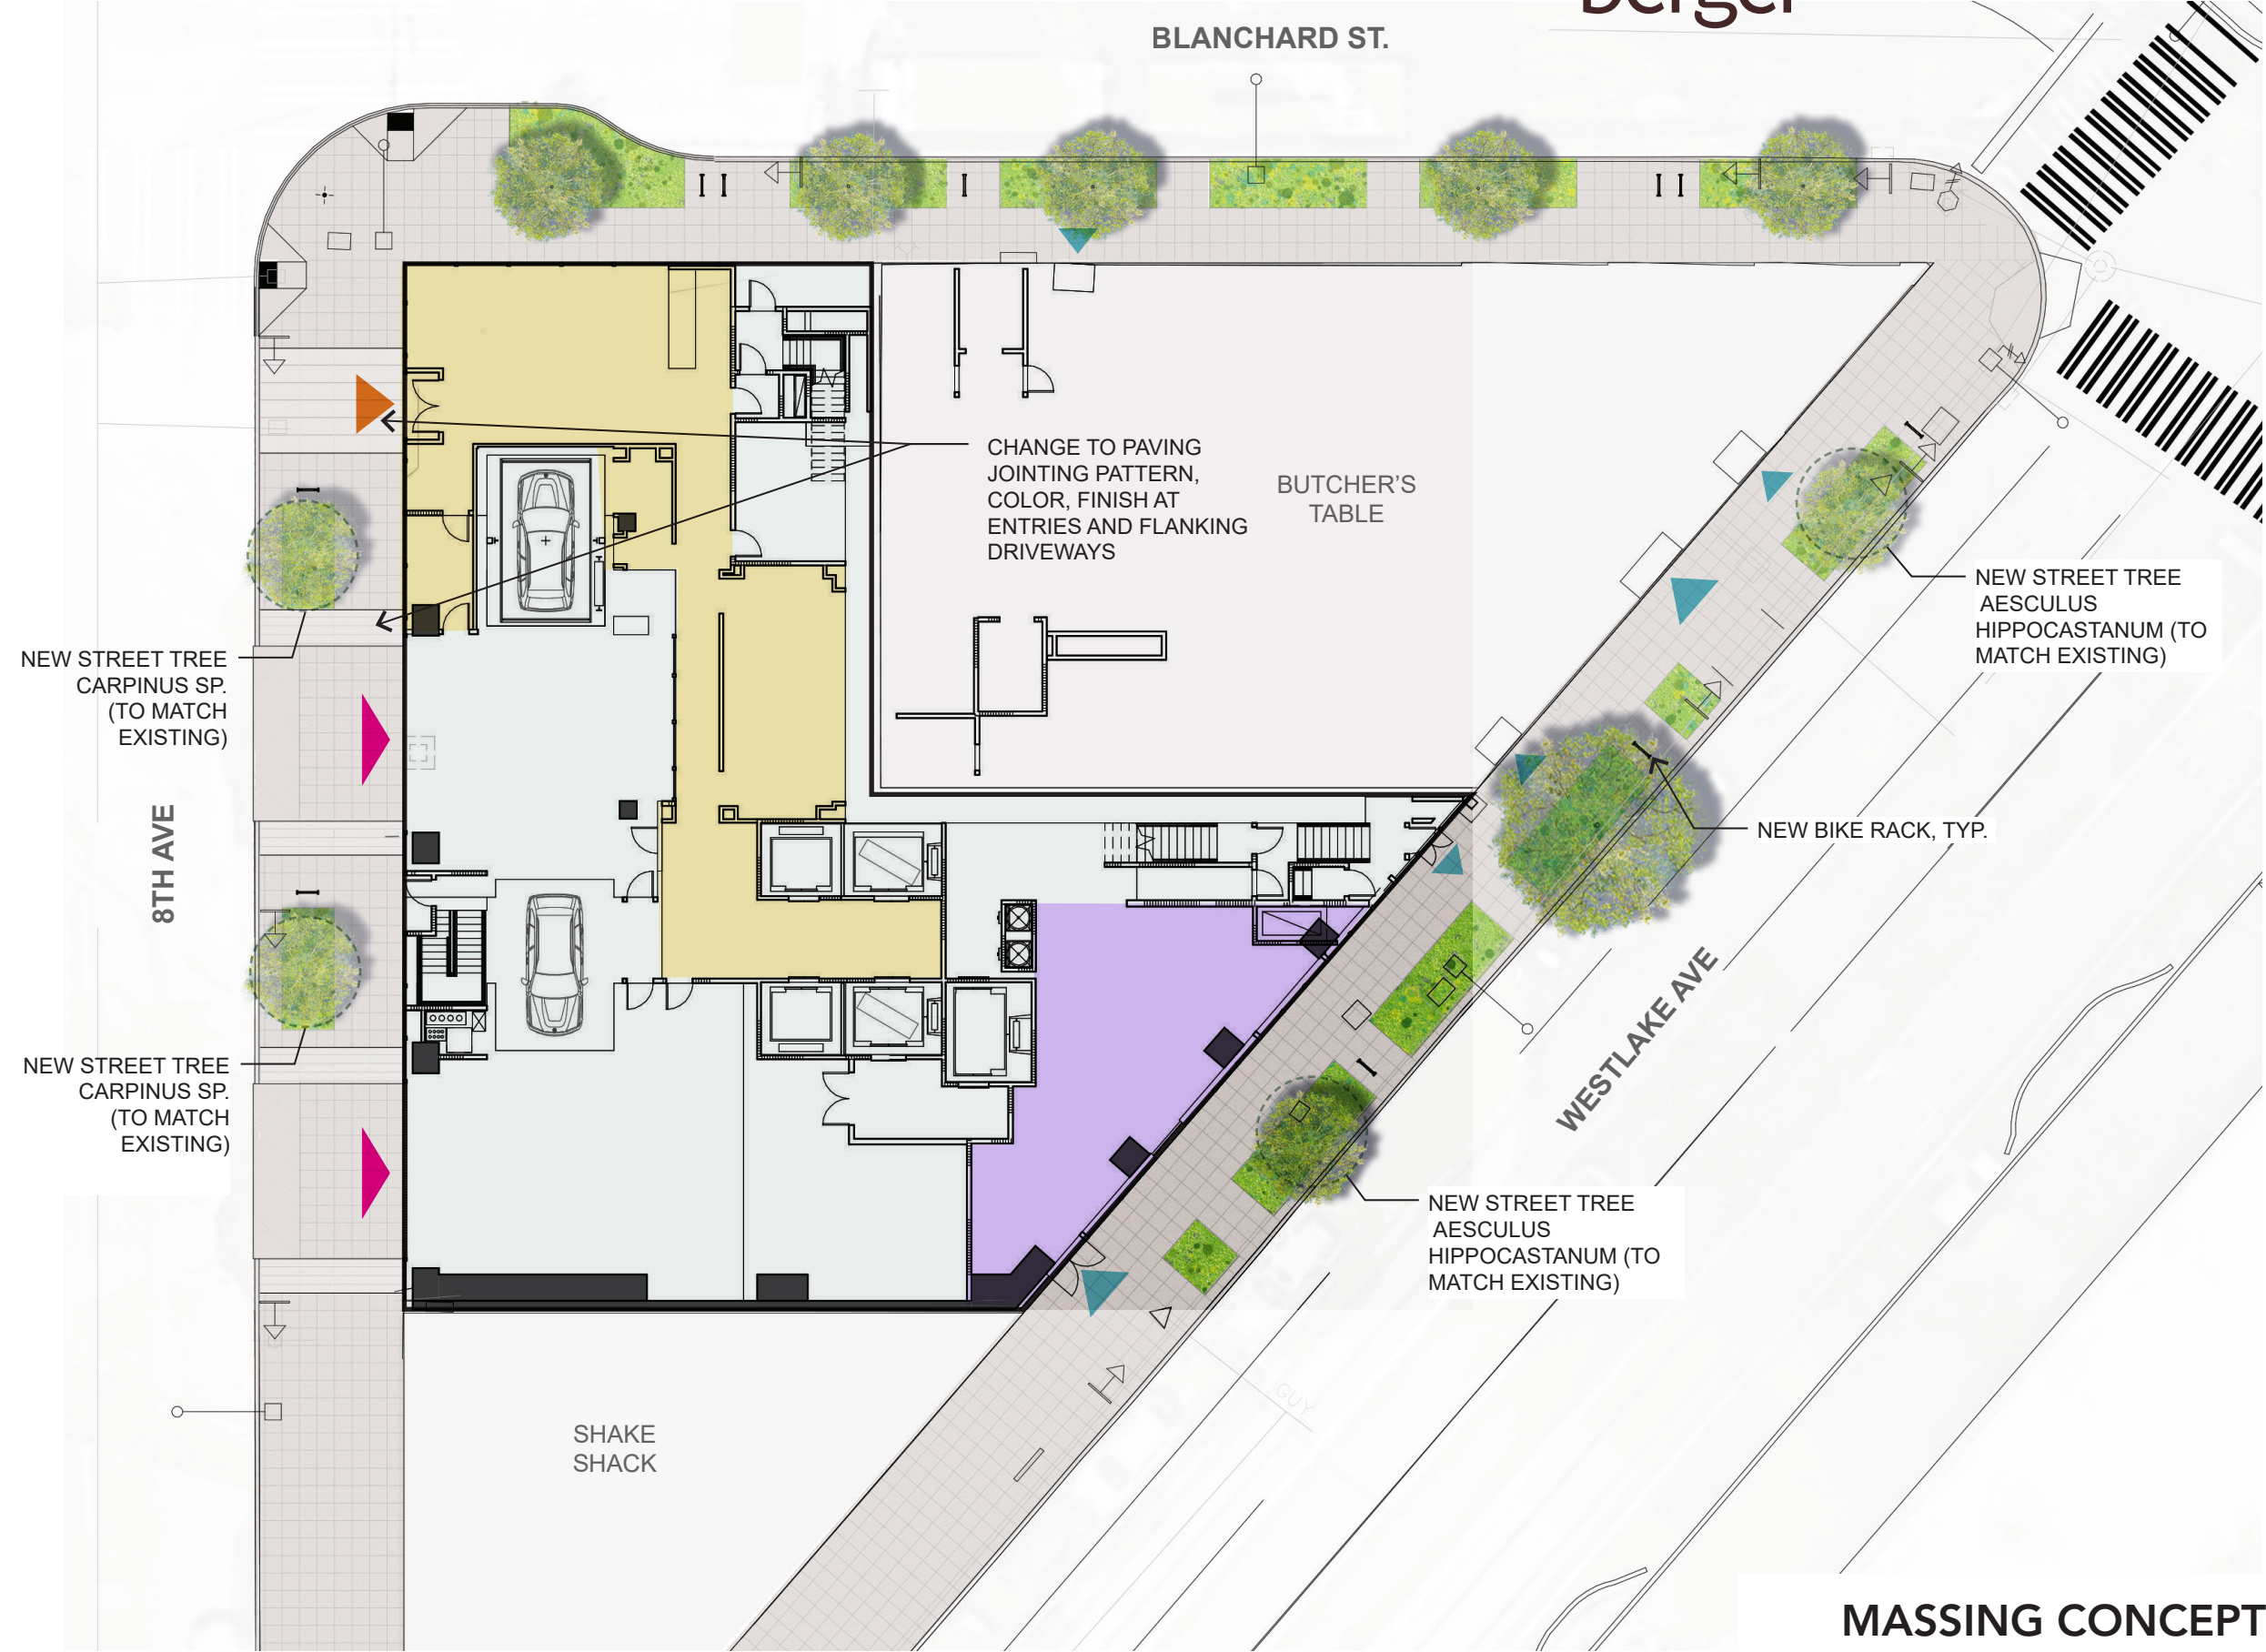 berger
BLANCHARD ST.
CHANGE TO PAVING
JOINTING PATTERN,
COLOR, FINISH AT
ENTRIES AND FLANKING
DRIVEWAYS
BUTCHER'S
TABLE
NEW STREET TREE
AESCULUS
HIPPOCASTANUM (TO
MATCH EXISTING)
NEW STREET TREE
CARPINUS SP.
(TO MATCH
EXISTING)
8TH AVE
NEW BIKE RACK, TYP.
WESTLAKE AVE
NEW STREET TREE
CARPINUS SP.
(TO MATCH
EXISTING)
NEW STREET TREE
AESCULUS
HIPPOCASTANUM (TO
MATCH EXISTING)
GUY
SHAKE
SHACK
MASSING CONCEPT